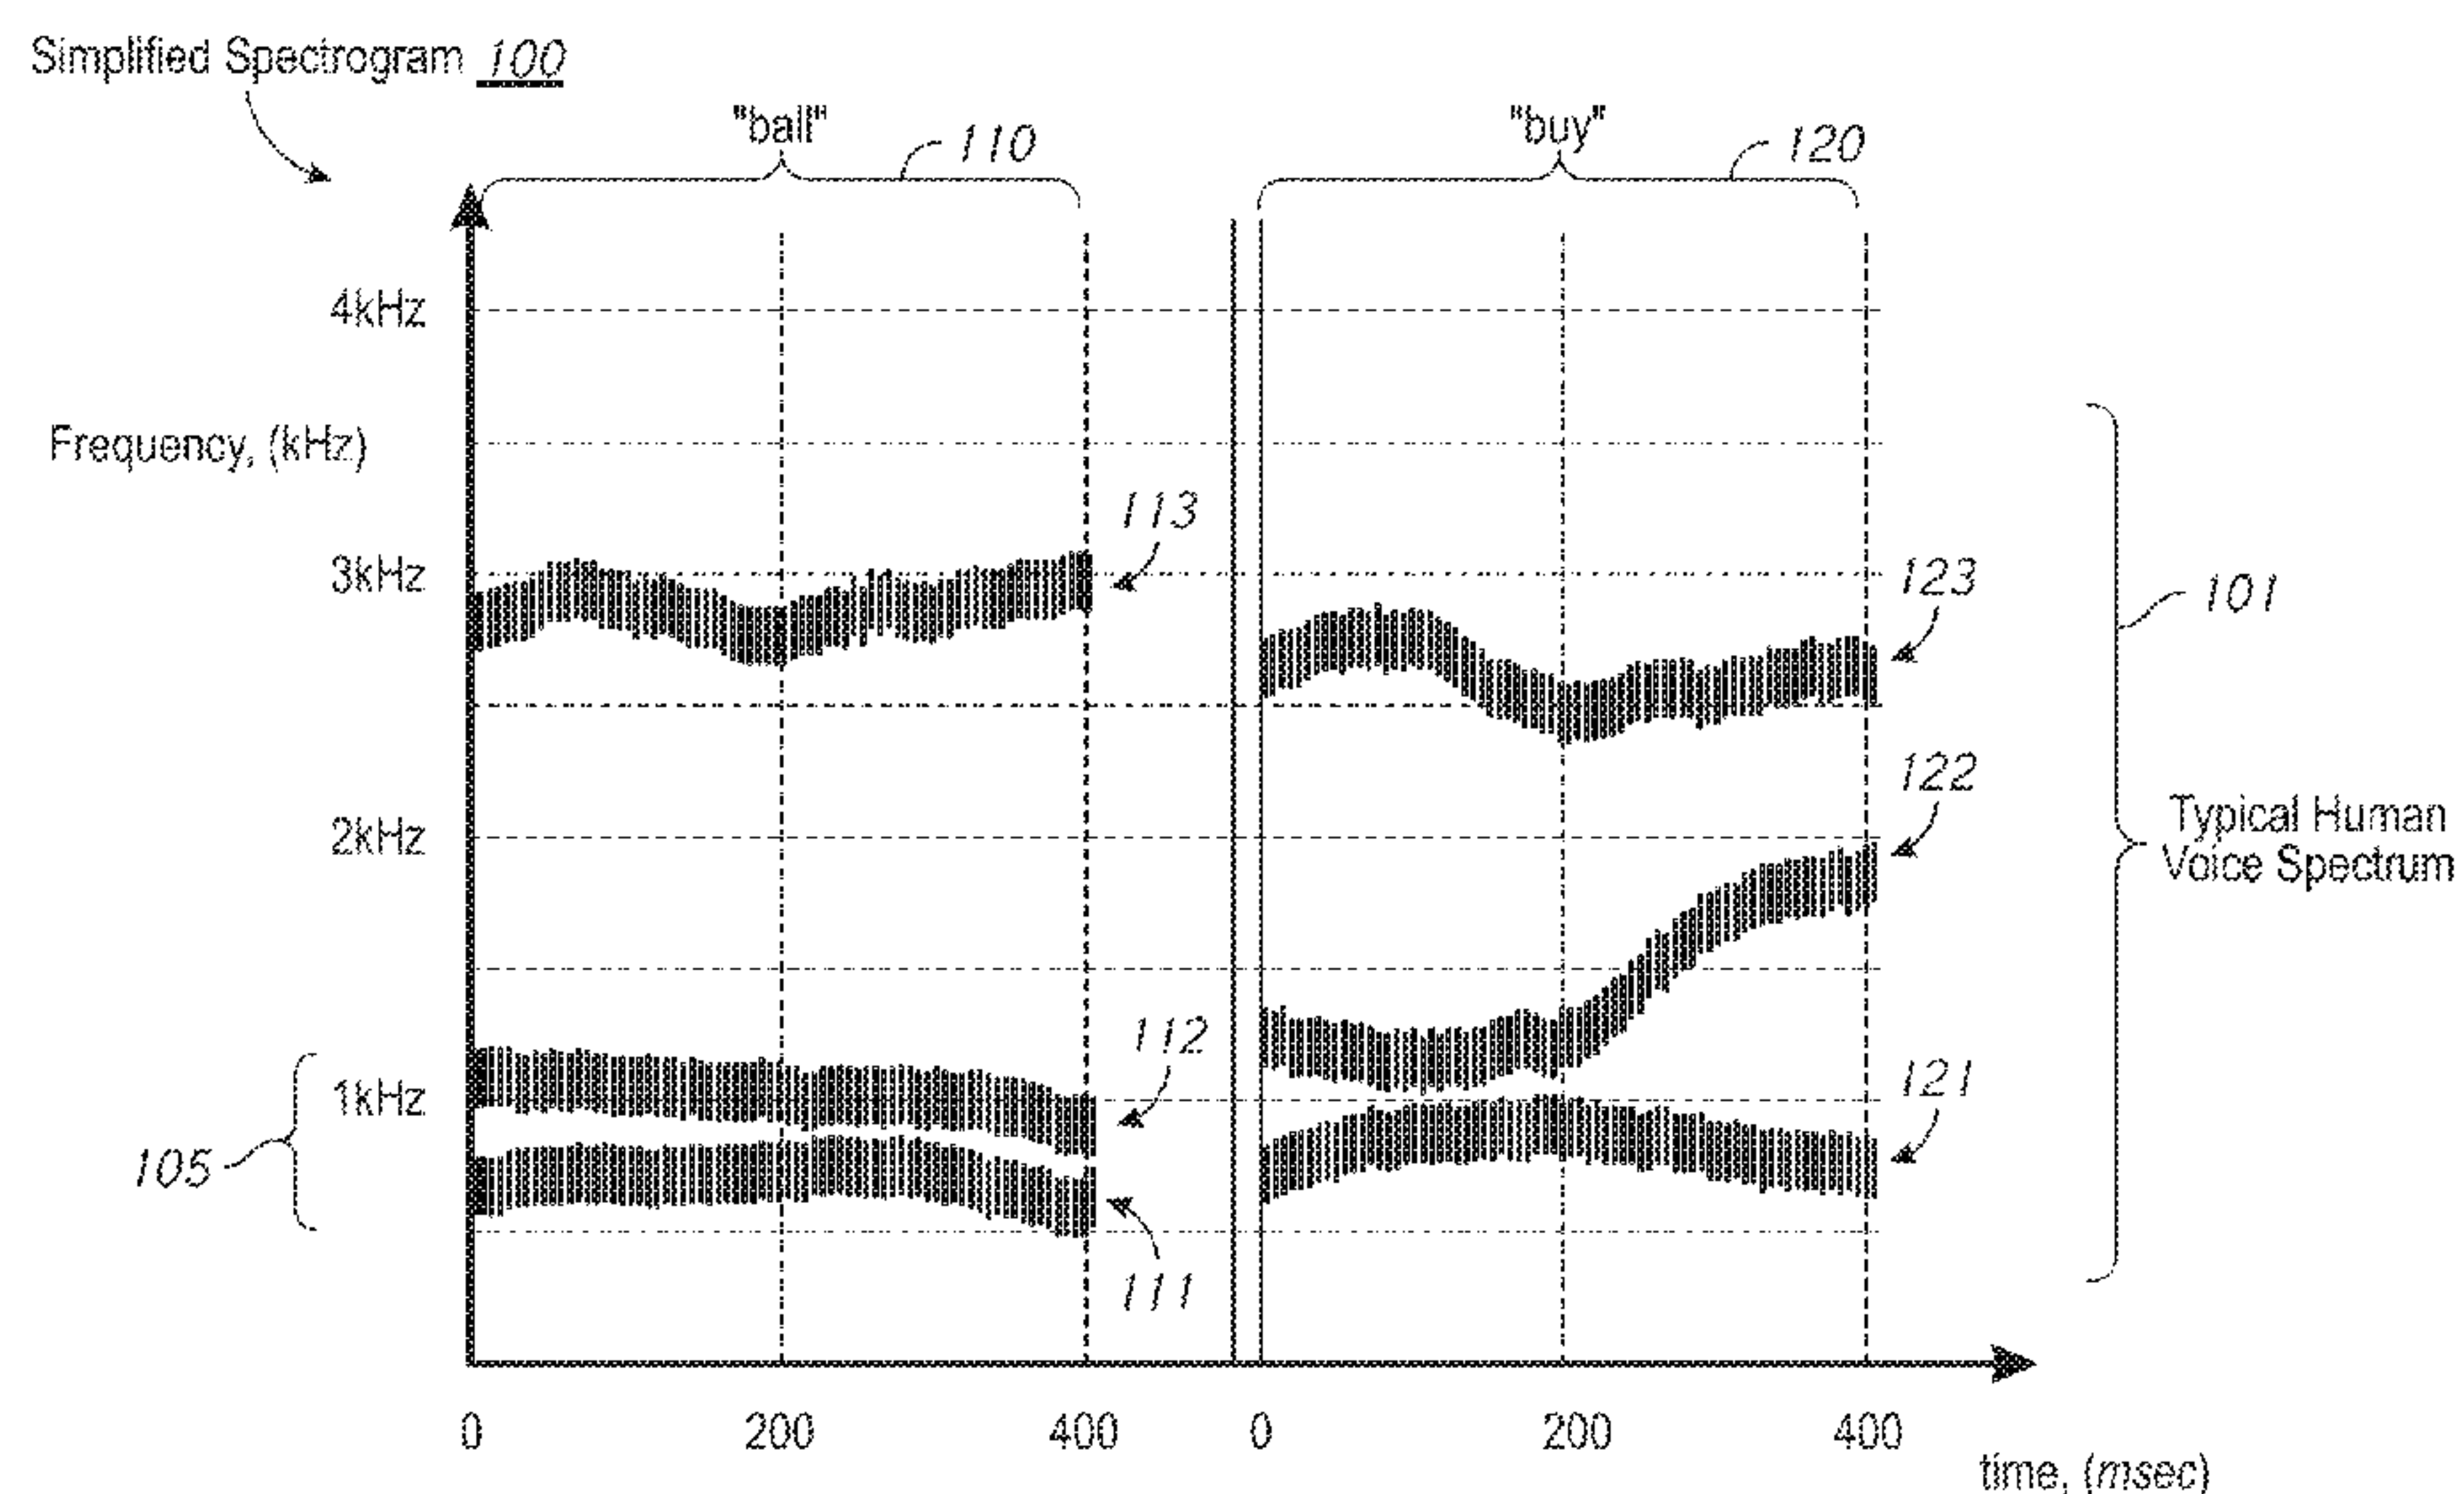 Simplified Spectrogram 100
"ball"
110
"buy"
120
4kHz
Frequency, (kHz)
113
3kHz
123
101
122
2kHz
Typical Human
Voice Spectrum
112
121
1kHz
105
111
0
200
400
0
200
400
time, (msec)